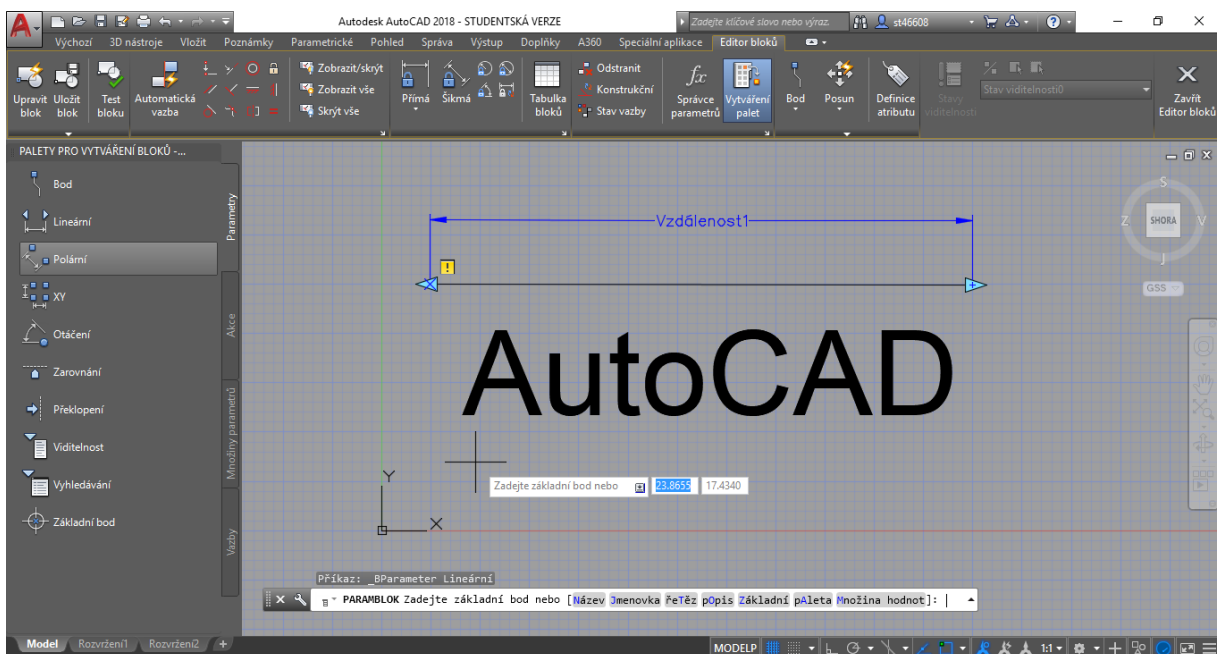 A Autodesk AutoCAD 2018 - STUDENTSKÁ VERZE Zadejte klíčové slovo nebo výraz. st46608
Výchozí 3D nástroje Vložit Poznámky Parametrické Pohled Správa Výstup Doplňky A360 Speciální aplikace Editor bloků
Upravit blok
Uložit blok
Test bloku
Automatická vazba
Zobrazit/skrýt
Zobrazit vše
Skrýt vše
Přímá
Šikmá
Tabulka bloků
Odstranit
Konstrukční
Stav vazby
fx
Správce parametrů
Vytváření palet
Bod
Posun
Definice atributu
Stavy viditelnosti
Stav viditelnosti0
Zavřít Editor bloků
PALETY PRO VYTVÁŘENÍ BLOKŮ -...
Bod
Lineární
Polární
XY
Otáčení
Zarovnání
Překlopení
Viditelnost
Vyhledávání
Základní bod
Parametry
Akce
Množiny parametrů
Vazby
Vzdálenost1
!
AutoCAD
S
Z SHORA V
J
GSS
Y
X
Zadejte základní bod nebo 23.8655 17.4340
Příkaz: _BParameter Lineární
PARAMBLOK Zadejte základní bod nebo [Název Jmenovka řeTěz pOpis Základní pAleta Množina hodnot]:
Model Rozvržení1 Rozvržení2 + MODELP 1:1